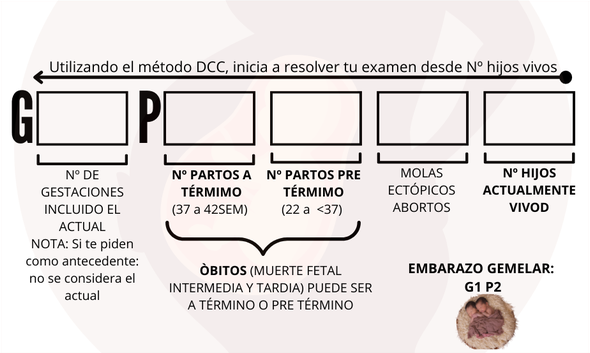 Utilizando el método DCC, inicia a resolver tu examen desde Nº hijos vivos
G P
Nº DE
GESTACIONES
INCLUIDO EL
ACTUAL
NOTA: Si te piden
como antecedente:
no se considera el
actual
Nº PARTOS A
TÉRMIMO
(37 a 42SEM)
Nº PARTOS PRE
TÉRMIMO
(22 a <37)
MOLAS
ECTÓPICOS
ABORTOS
Nº HIJOS
ACTUALMENTE
VIVOD
ÒBITOS (MUERTE FETAL
INTERMEDIA Y TARDIA) PUEDE SER
A TÉRMINO O PRE TÉRMINO
EMBARAZO GEMELAR:
G1 P2